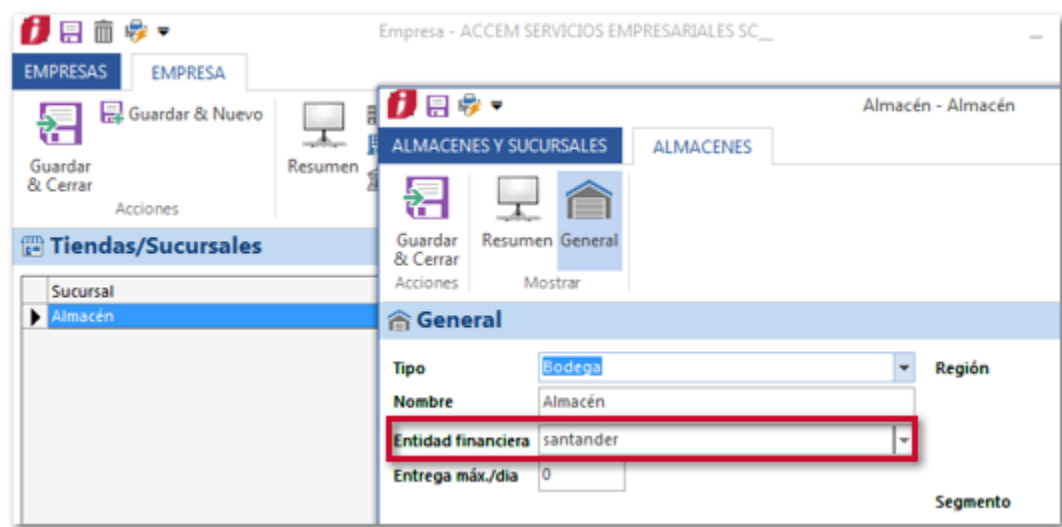 Empresa - ACCEM SERVICIOS EMPRESARIALES SC__
EMPRESAS
EMPRESA
Guardar & Nuevo
Guardar
& Cerrar
Resumen
Acciones
Tiendas/Sucursales
Sucursal
Almacén
Almacén - Almacén
ALMACENES Y SUCURSALES
ALMACENES
Guardar
& Cerrar
Resumen
General
Acciones
Mostrar
General
Tipo
Bodega
Región
Nombre
Almacén
Entidad financiera
santander
Entrega máx./dia
0
Segmento